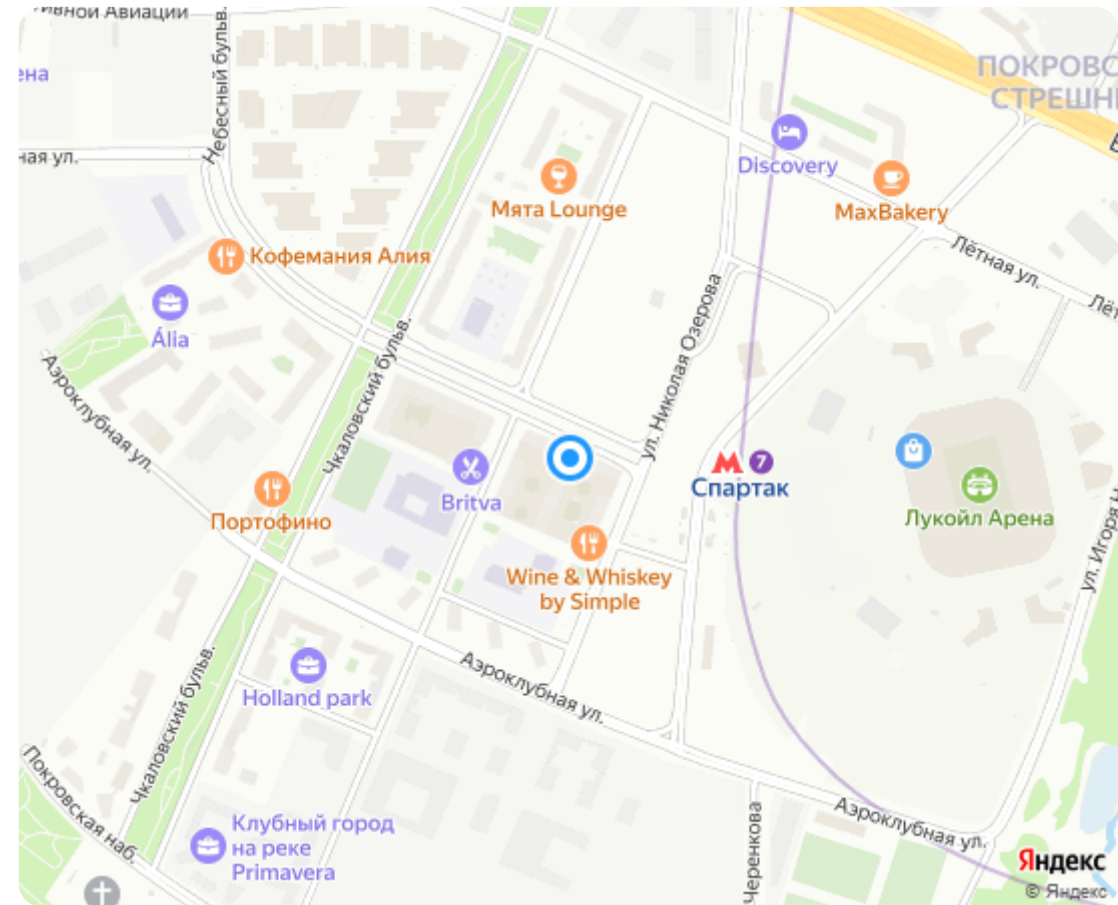 ивной Авиации
ена
ная ул.
Небесный бульв.
ПОКРОВС
СТРЕШН
Discovery
MaxBakery
Мята Lounge
Лётная ул.
Лёт
Кофемания Алия
Ália
ул. Николая Озерова
Аэроклубная ул.
Чкаловский бульв.
7
Спартак
Britva
Портофино
Лукойл Арена
Wine & Whiskey
by Simple
ул. Игоря Н
Holland park
Аэроклубная ул.
Чкаловский бульв.
Покровская наб.
Клубный город
на реке
Primavera
Черенкова
Аэроклубная ул.
Яндекс
© Яндекс